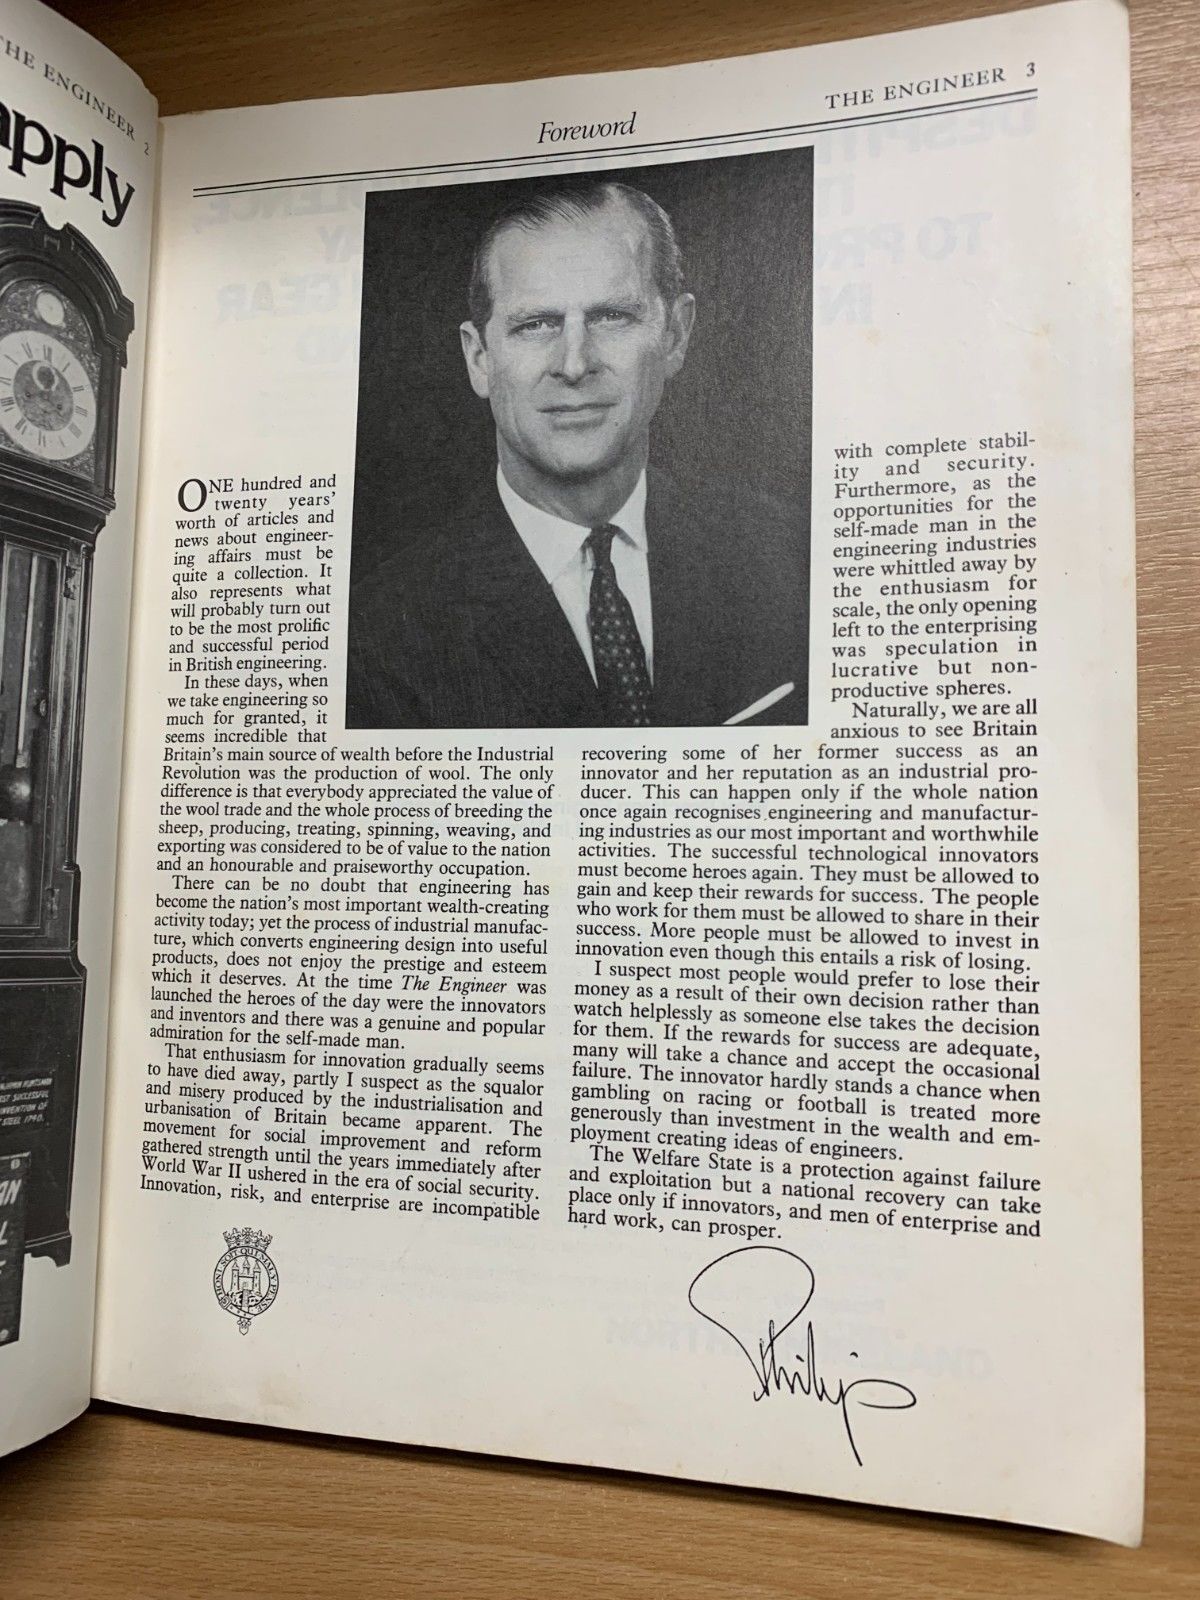 THE ENGINEER 2
apply
THE ENGINEER 3
Foreword
ONE hundred and
twenty years'
worth of articles and
news about engineer-
ing affairs must be
quite a collection. It
also represents what
will probably turn out
to be the most prolific
and successful period
in British engineering.
In these days, when
we take engineering so
much for granted, it
seems incredible that
Britain's main source of wealth before the Industrial
Revolution was the production of wool. The only
difference is that everybody appreciated the value of
the wool trade and the whole process of breeding the
sheep, producing, treating, spinning, weaving, and
exporting was considered to be of value to the nation
and an honourable and praiseworthy occupation.
There can be no doubt that engineering has
become the nation's most important wealth-creating
activity today; yet the process of industrial manufac-
ture, which converts engineering design into useful
products, does not enjoy the prestige and esteem
which it deserves. At the time The Engineer was
launched the heroes of the day were the innovators
and inventors and there was a genuine and popular
admiration for the self-made man.
That enthusiasm for innovation gradually seems
to have died away, partly I suspect as the squalor
and misery produced by the industrialisation and
urbanisation of Britain became apparent. The
movement for social improvement and reform
gathered strength until the years immediately after
World War II ushered in the era of social security.
Innovation, risk, and enterprise are incompatible
with complete stabil-
ity and security.
Furthermore, as the
opportunities for the
self-made man in the
engineering industries
were whittled away by
the enthusiasm for
scale, the only opening
left to the enterprising
was speculation in
lucrative but non-
productive spheres.
Naturally, we are all
anxious to see Britain
recovering some of her former success as an
innovator and her reputation as an industrial pro-
ducer. This can happen only if the whole nation
once again recognises engineering and manufactur-
ing industries as our most important and worthwhile
activities. The successful technological innovators
must become heroes again. They must be allowed to
gain and keep their rewards for success. The people
who work for them must be allowed to share in their
success. More people must be allowed to invest in
innovation even though this entails a risk of losing.
I suspect most people would prefer to lose their
money as a result of their own decision rather than
watch helplessly as someone else takes the decision
for them. If the rewards for success are adequate,
many will take a chance and accept the occasional
failure. The innovator hardly stands a chance when
gambling on racing or football is treated more
generously than investment in the wealth and em-
ployment creating ideas of engineers.
The Welfare State is a protection against failure
and exploitation but a national recovery can take
place only if innovators, and men of enterprise and
hard work, can prosper.
HONI SOIT QUI MAL Y PENSE
Philip